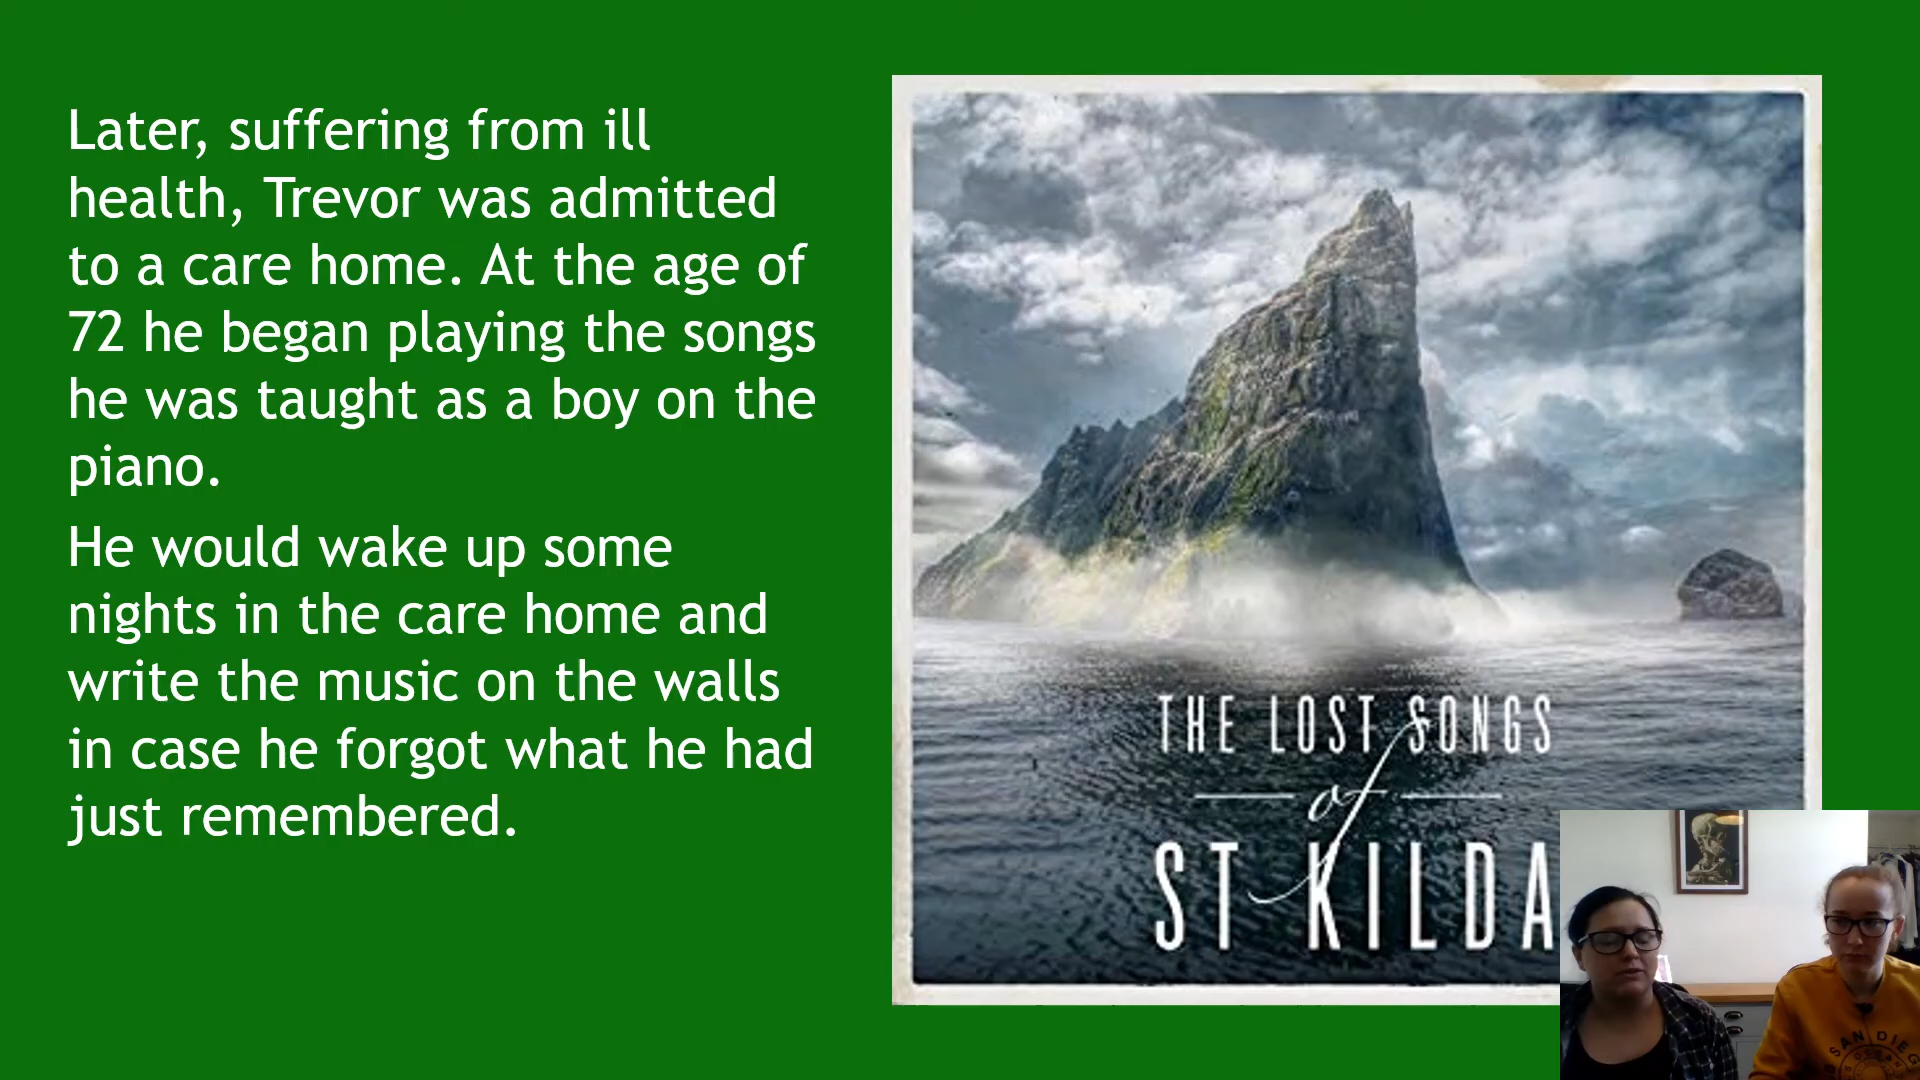 Later, suffering from ill
health, Trevor was admitted
to a care home. At the age of
72 he began playing the songs
he was taught as a boy on the
piano.
He would wake up some
nights in the care home and
write the music on the walls
in case he forgot what he had
just remembered.
THE LOST SONGS
of
ST KILDA
SAN DIEG